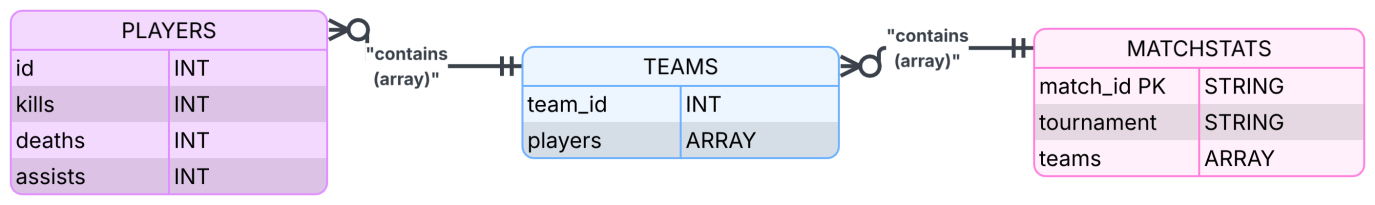 PLAYERS
id INT
kills INT
deaths INT
assists INT
"contains
(array)"
TEAMS
team_id INT
players ARRAY
"contains
(array)"
MATCHSTATS
match_id PK STRING
tournament STRING
teams ARRAY